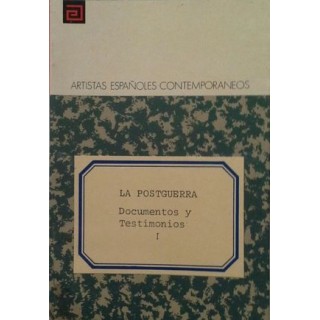 ARTISTAS ESPAÑOLES CONTEMPORANEOS
LA POSTGUERRA
Documentos y
Testimonios
I